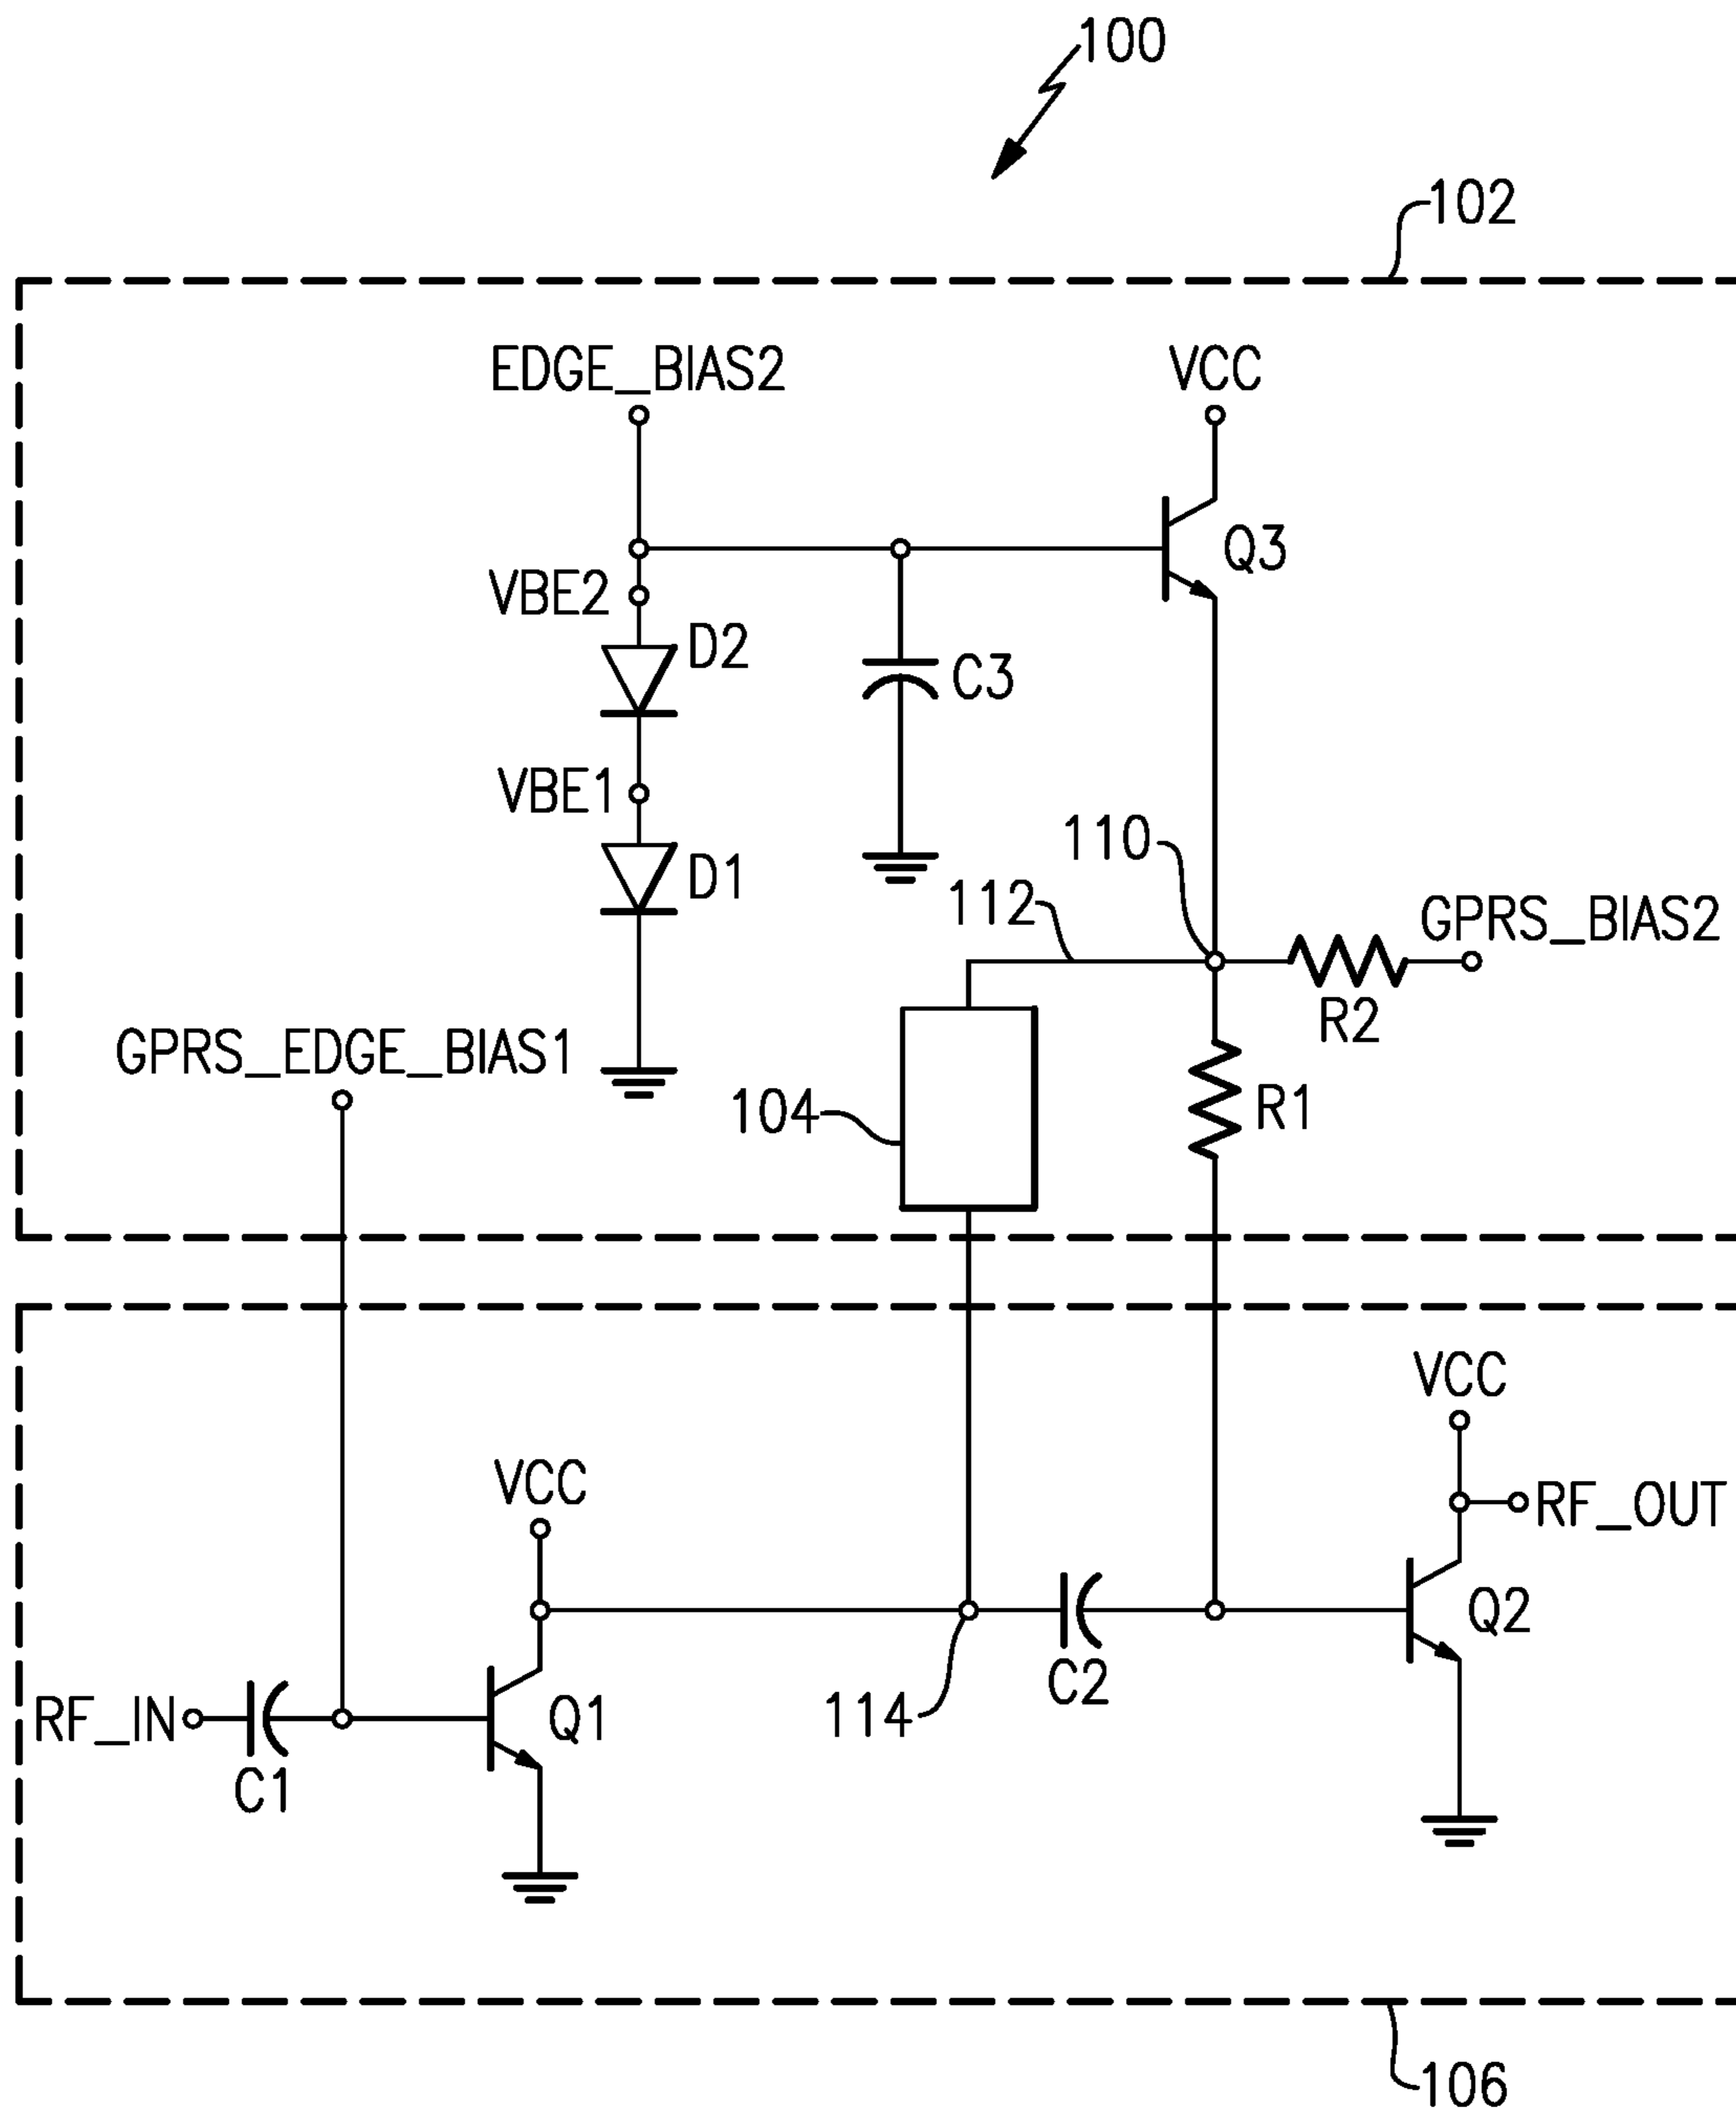 100
102
EDGE_BIAS2
VCC
Q3
VBE2
D2
C3
VBE1
110
D1
112
GPRS_BIAS2
R2
GPRS_EDGE_BIAS1
104
R1
VCC
VCC
RF_OUT
Q2
C2
114
RF_IN
Q1
C1
106